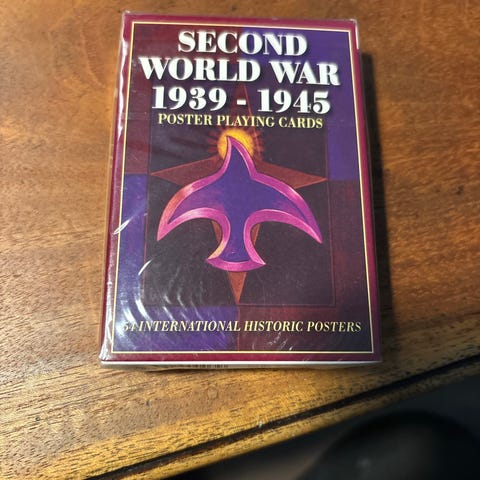 SECOND
WORLD WAR
1939 - 1945
POSTER PLAYING CARDS
54 INTERNATIONAL HISTORIC POSTERS